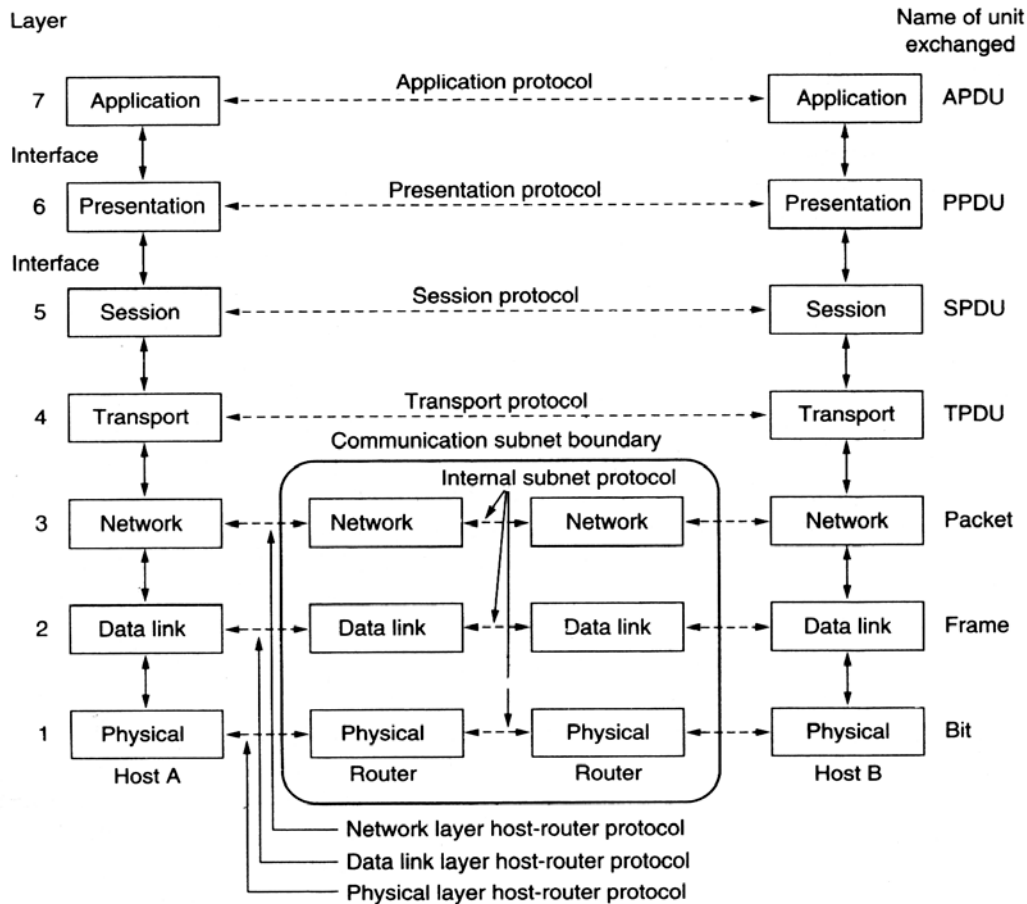 Layer
Name of unit
exchanged
7
Application
Application protocol
Application
APDU
Interface
6
Presentation
Presentation protocol
Presentation
PPDU
Interface
5
Session
Session protocol
Session
SPDU
4
Transport
Transport protocol
Transport
TPDU
Communication subnet boundary
Internal subnet protocol
3
Network
Network
Network
Network
Packet
2
Data link
Data link
Data link
Data link
Frame
1
Physical
Physical
Physical
Physical
Bit
Host A
Router
Router
Host B
Network layer host-router protocol
Data link layer host-router protocol
Physical layer host-router protocol